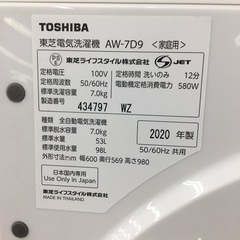 TOSHIBA
東芝電気洗濯機 AW-7D9 <家庭用>
定格電圧 100V
定格周波数 50/60Hz
標準洗濯容量 7.0kg
434797 WZ
東芝ライフスタイル株式会社
S JET
定格時間 洗いのみ 12分
電動機定格消費電力 580W
種類 全自動電気洗濯機
標準洗濯容量 7.0kg
標準水量 53L
標準使用水量 98L
外形寸法mm 幅600 奥行569 高さ980
2020 年製
50/60Hz 共用
日本国内専用
Use Only in Japan
東芝ライフスタイル株式会社
MADE IN THAILAND